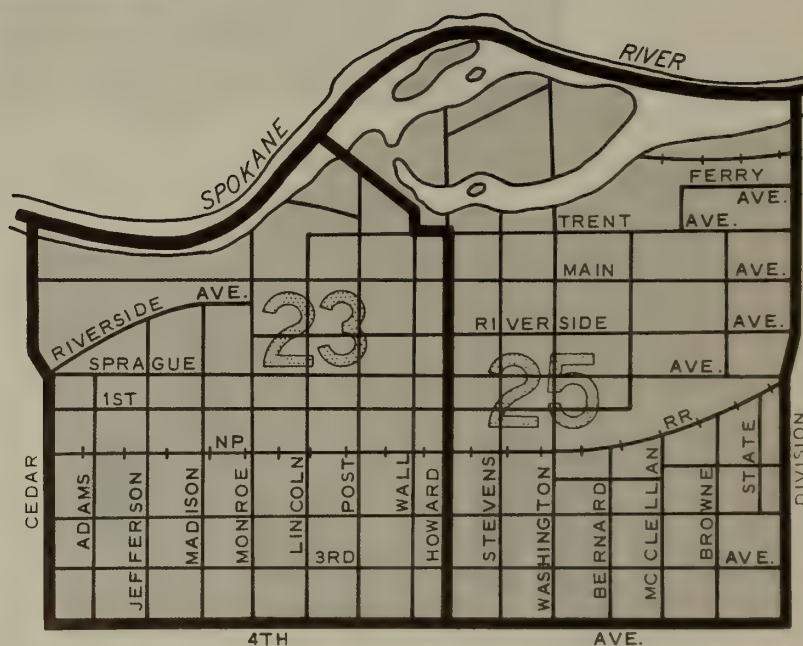 SPOKANE RIVER
FERRY AVE.
TRENT AVE.
MAIN AVE.
RIVERSIDE AVE.
23
RIVERSIDE AVE.
SPRAGUE AVE.
25
1ST
NP RR
CEDAR
ADAMS
JEFFERSON
MADISON
MONROE
LINCOLN
POST
WALL
HOWARD
STEVENS
WASHINGTON
BERNARD
MC CLELLAN
BROWNE
STATE
DIVISION
3RD AVE.
4TH AVE.